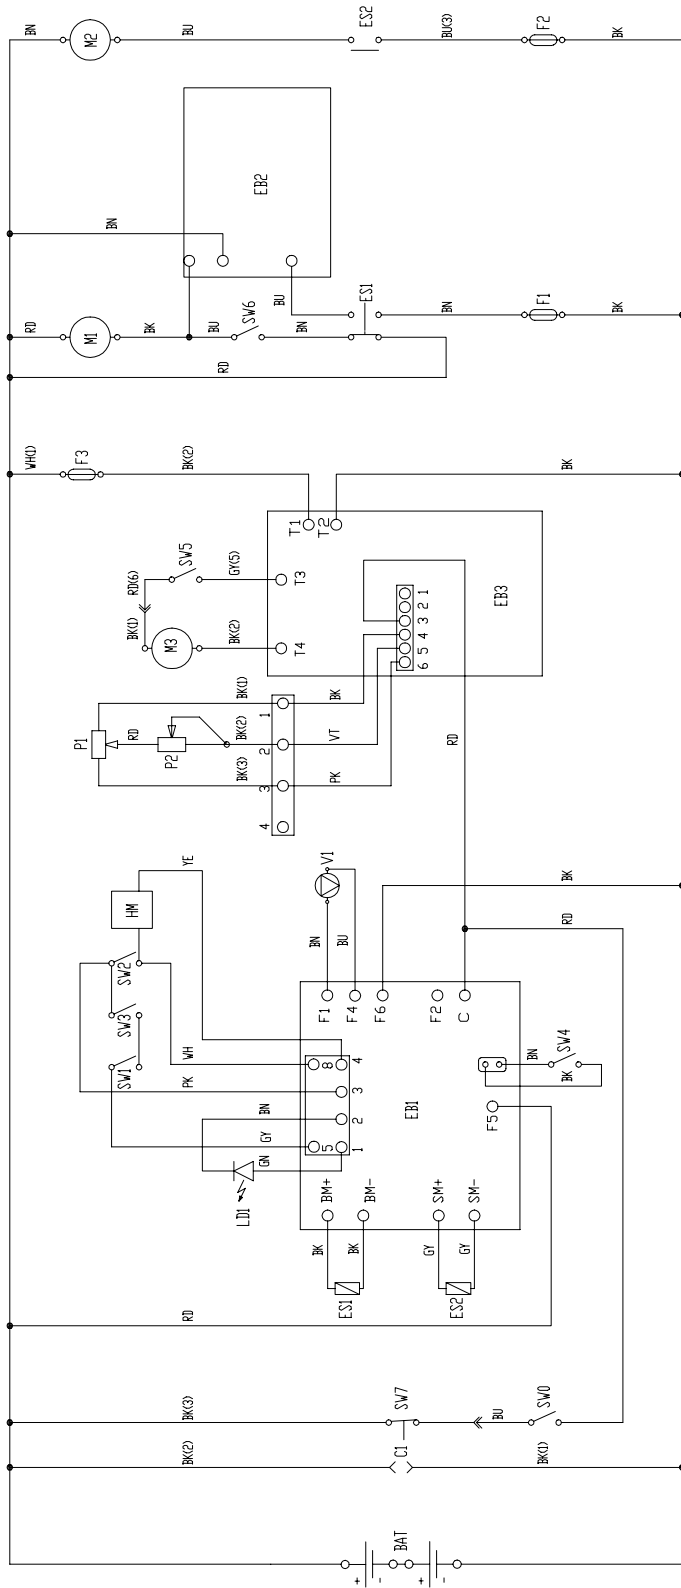 BN
M2
BU
ES2
BU(3)
F2
BK
EB2
BN
BU
RD
M1
BK
BU
SW6
BN
ES1
BN
F1
BK
RD
WH(1)
F3
BK(2)
T1
T2
BK
RD(6)
SW5
GY(5)
T3
BK(1)
M3
BK(2)
T4
EB3
1
2
3
4
5
6
P1
RD
P2
BK(1)
BK(2)
BK(3)
1
2
3
4
BK
VT
PK
RD
HM
YE
SW2
SW3
SW1
WH
PK
BN
GY
GN
LD1
8
4
3
2
5
1
V1
BN
BU
F1
F4
F6
F2
C
BK
RD
EB1
F5
BN
BK
SW4
BM+
BM-
SM+
SM-
BK
BK
GY
GY
ES1
ES2
RD
BK(3)
SW7
BU
SW0
BK(2)
C1
BK(1)
BAT
+
-
+
-